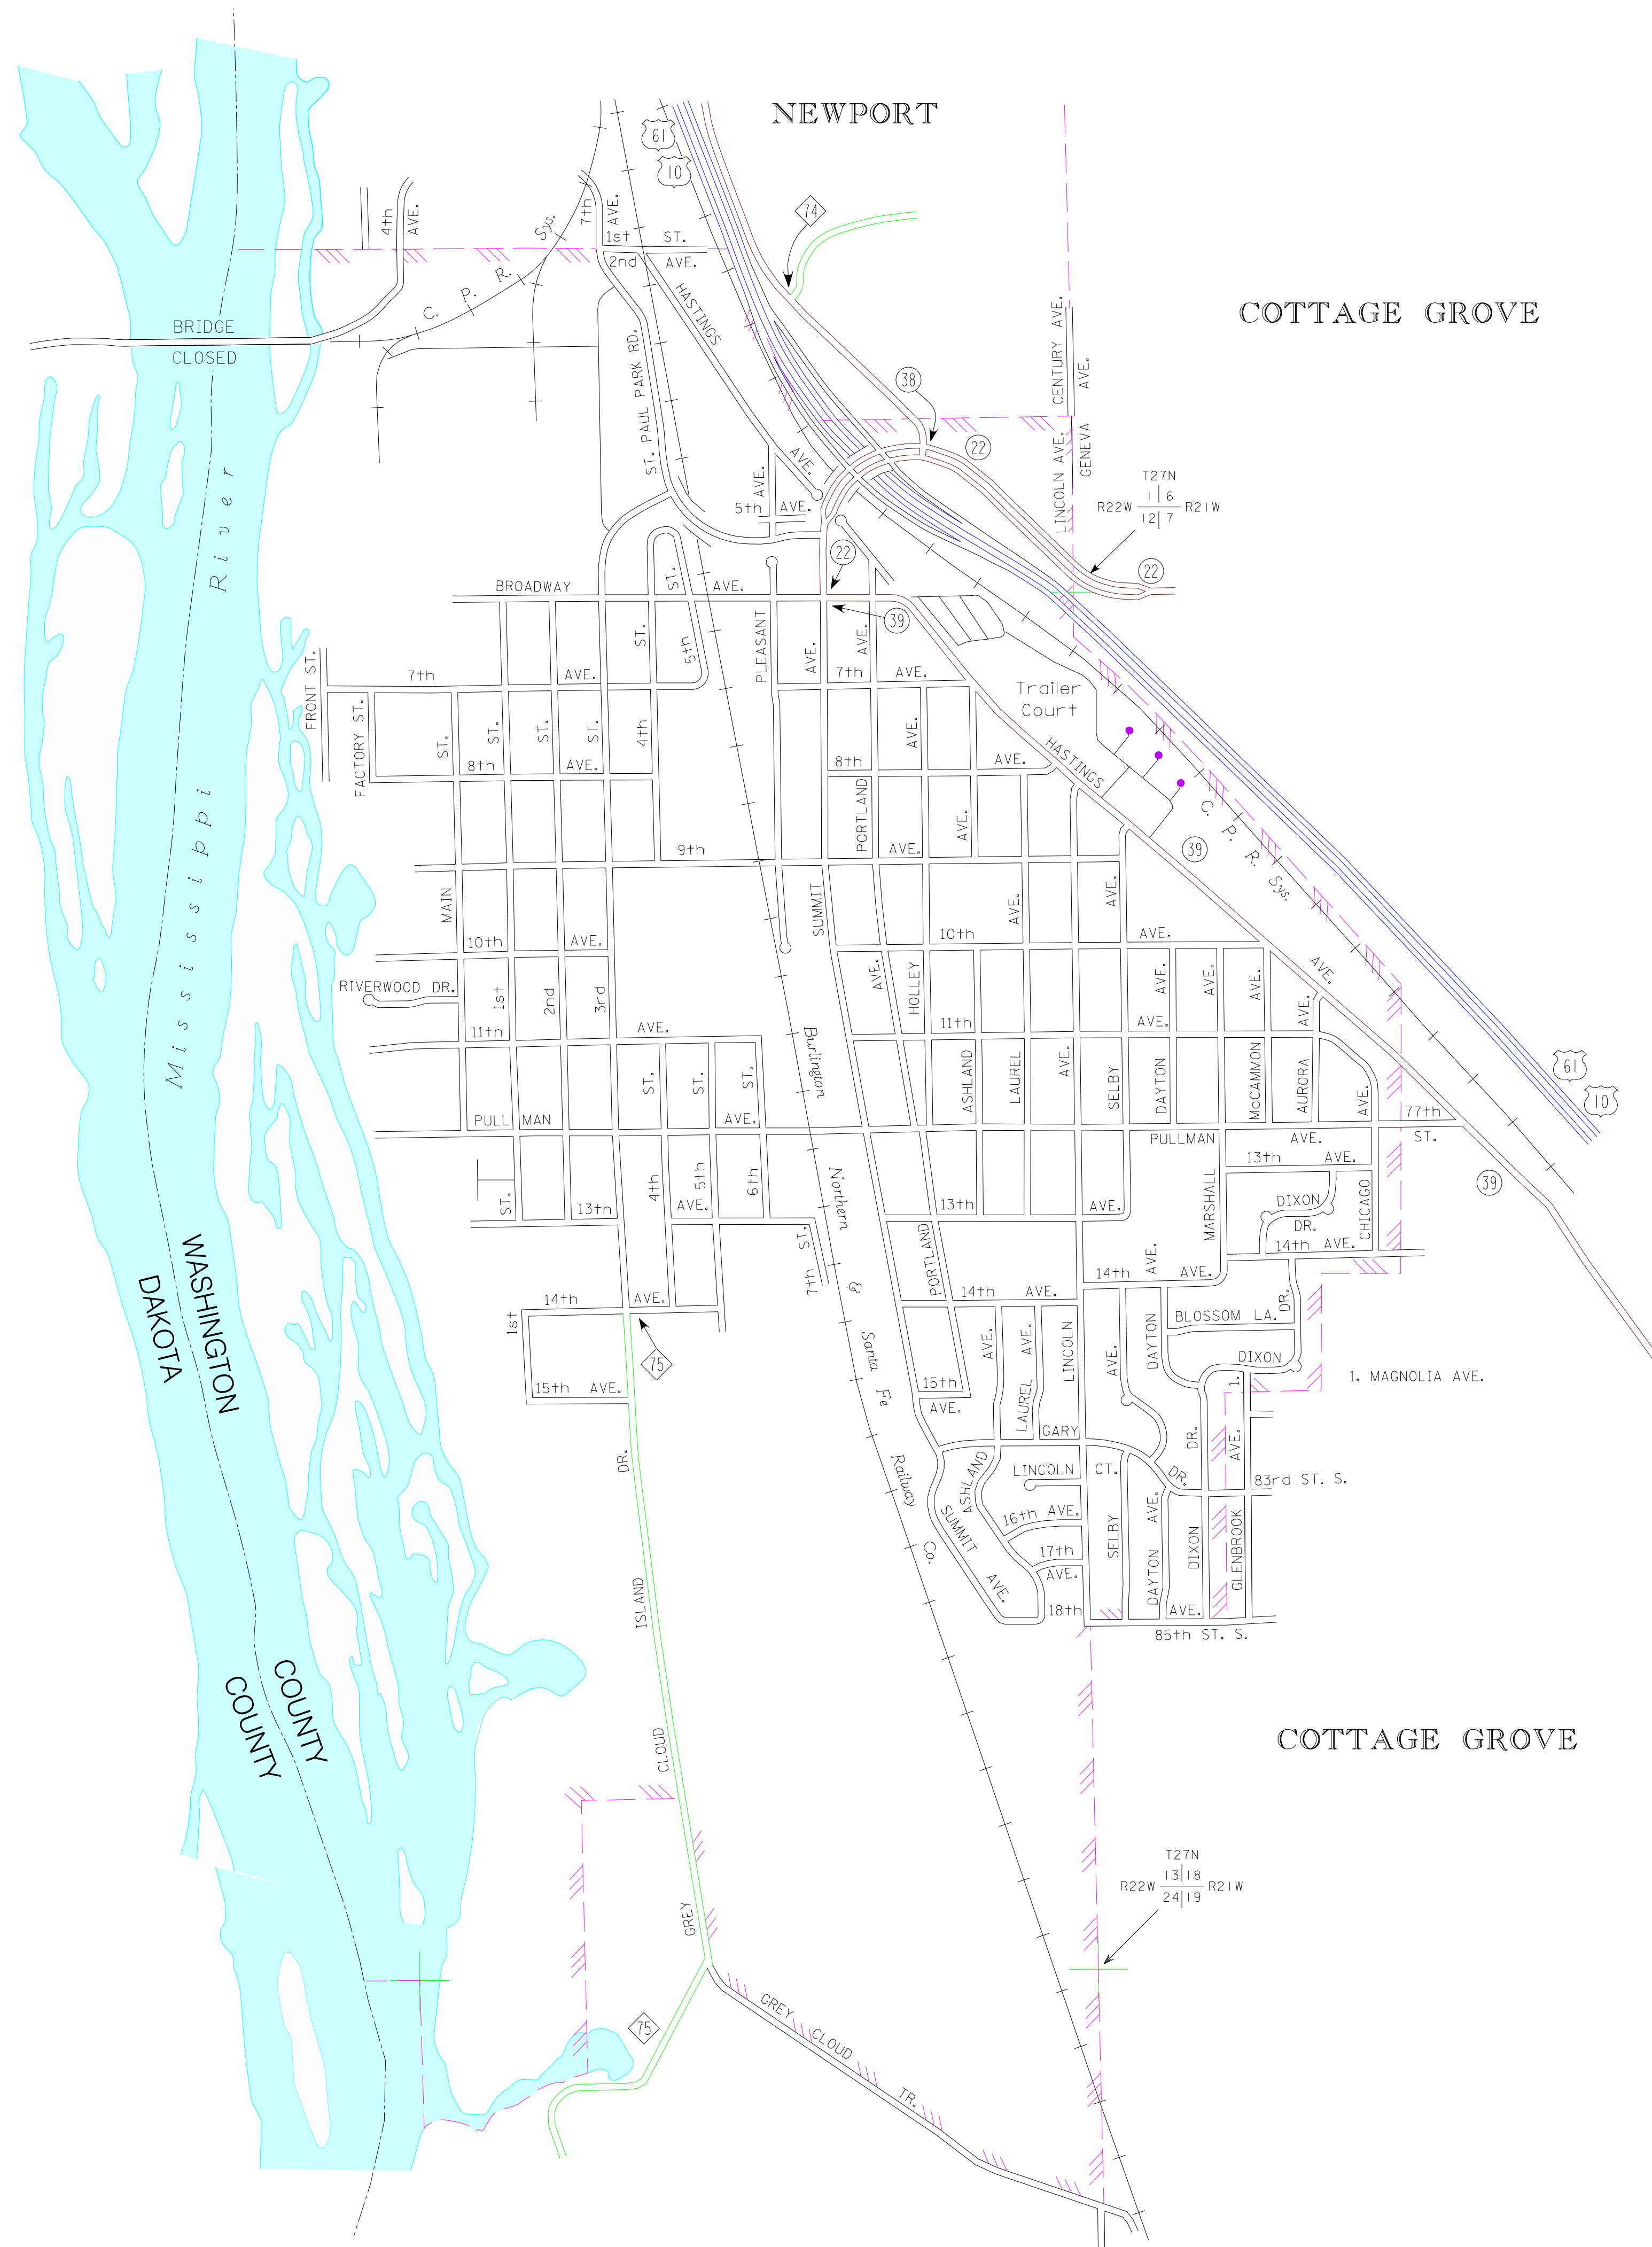 NEWPORT
61
10
74
4th AVE.
7th AVE.
C. P. R. Sys.
1st ST.
2nd AVE.
HASTINGS AVE.
COTTAGE GROVE
BRIDGE
CLOSED
ST. PAUL PARK RD.
LINCOLN AVE. CENTURY AVE.
GENEVA AVE.
38
22
T27N
1 6
R22W R21W
12 7
22
5th AVE.
AVE.
22
Mississippi River
BROADWAY AVE.
39
FRONT ST.
FACTORY ST.
ST.
5th
ST.
4th
PLEASANT
AVE.
AVE.
7th AVE.
7th AVE.
Trailer
Court
ST.
ST.
ST.
ST.
AVE.
8th AVE.
8th AVE.
HASTINGS
PORTLAND
AVE.
AVE.
C. P. R. Sys.
39
9th
MAIN
SUMMIT
AVE.
AVE.
10th AVE.
10th AVE.
AVE.
RIVERWOOD DR.
1st
2nd
3rd
AVE.
HOLLEY
AVE.
AVE.
AVE.
AVE.
11th AVE.
11th AVE.
Burlington
61
10
ST.
ST.
ST.
ASHLAND
LAUREL
AVE.
SELBY
DAYTON
McCAMMON
AURORA
AVE.
77th
ST.
PULLMAN AVE.
PULLMAN AVE.
13th AVE.
ST.
13th AVE.
4th
5th
6th
13th AVE.
Northern
MARSHALL
DIXON
DR.
CHICAGO
39
14th AVE.
WASHINGTON
DAKOTA
ST.
7th
PORTLAND
14th AVE.
14th AVE.
AVE.
&
1st
14th AVE.
BLOSSOM LA.
DR.
75
Santa Fe
AVE.
LAUREL AVE.
LINCOLN
AVE.
DAYTON
DIXON
1. MAGNOLIA AVE.
15th AVE.
15th
AVE.
1.
GARY
DR.
DR.
AVE.
LINCOLN CT.
83rd ST. S.
Railway
ASHLAND
SUMMIT
AVE.
16th AVE.
17th
AVE.
SELBY
DAYTON AVE.
DIXON
GLENBROOK
Co.
18th
AVE.
85th ST. S.
DR.
ISLAND
CLOUD
GREY
COUNTY
COUNTY
COTTAGE GROVE
T27N
13 18
R22W R21W
24 19
75
GREY CLOUD TR.